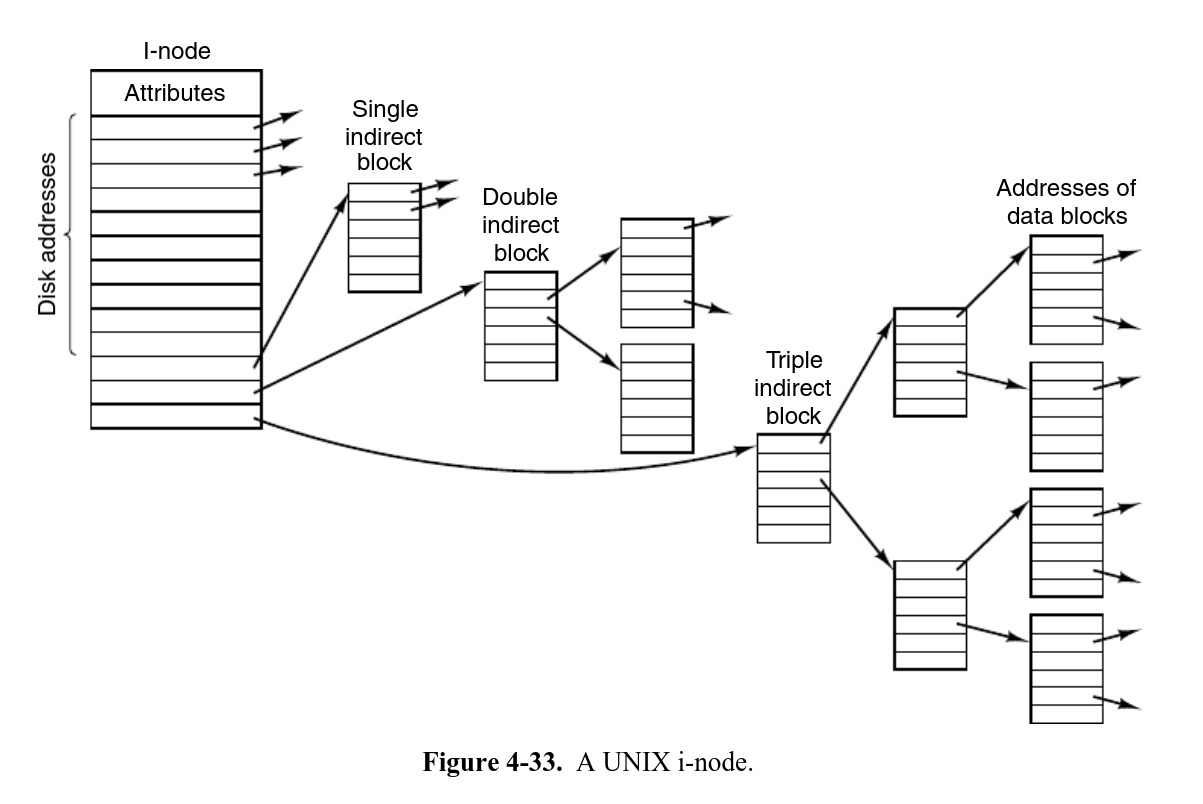 I-node
Attributes
Disk addresses
Single
indirect
block
Double
indirect
block
Triple
indirect
block
Addresses of
data blocks
Figure 4-33. A UNIX i-node.